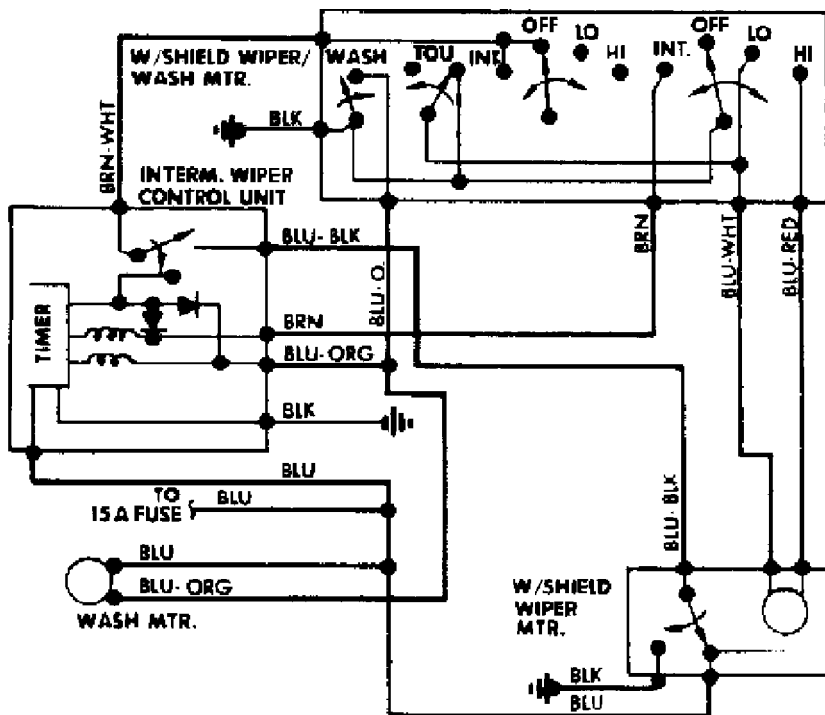 W/SHIELD WIPER/
WASH MTR.
WASH
TOU
INT.
OFF
LO
HI
INT.
OFF
LO
HI
BRN-WHT
BLK
INTERM. WIPER
CONTROL UNIT
BLU-BLK
BLU-O.
BRN
BLU-WHT
BLU-RED
TIMER
BRN
BLU-ORG
BLK
BLU
TO
15A FUSE
BLU
BLU-BLK
BLU
BLU-ORG
WASH MTR.
W/SHIELD
WIPER
MTR.
BLK
BLU